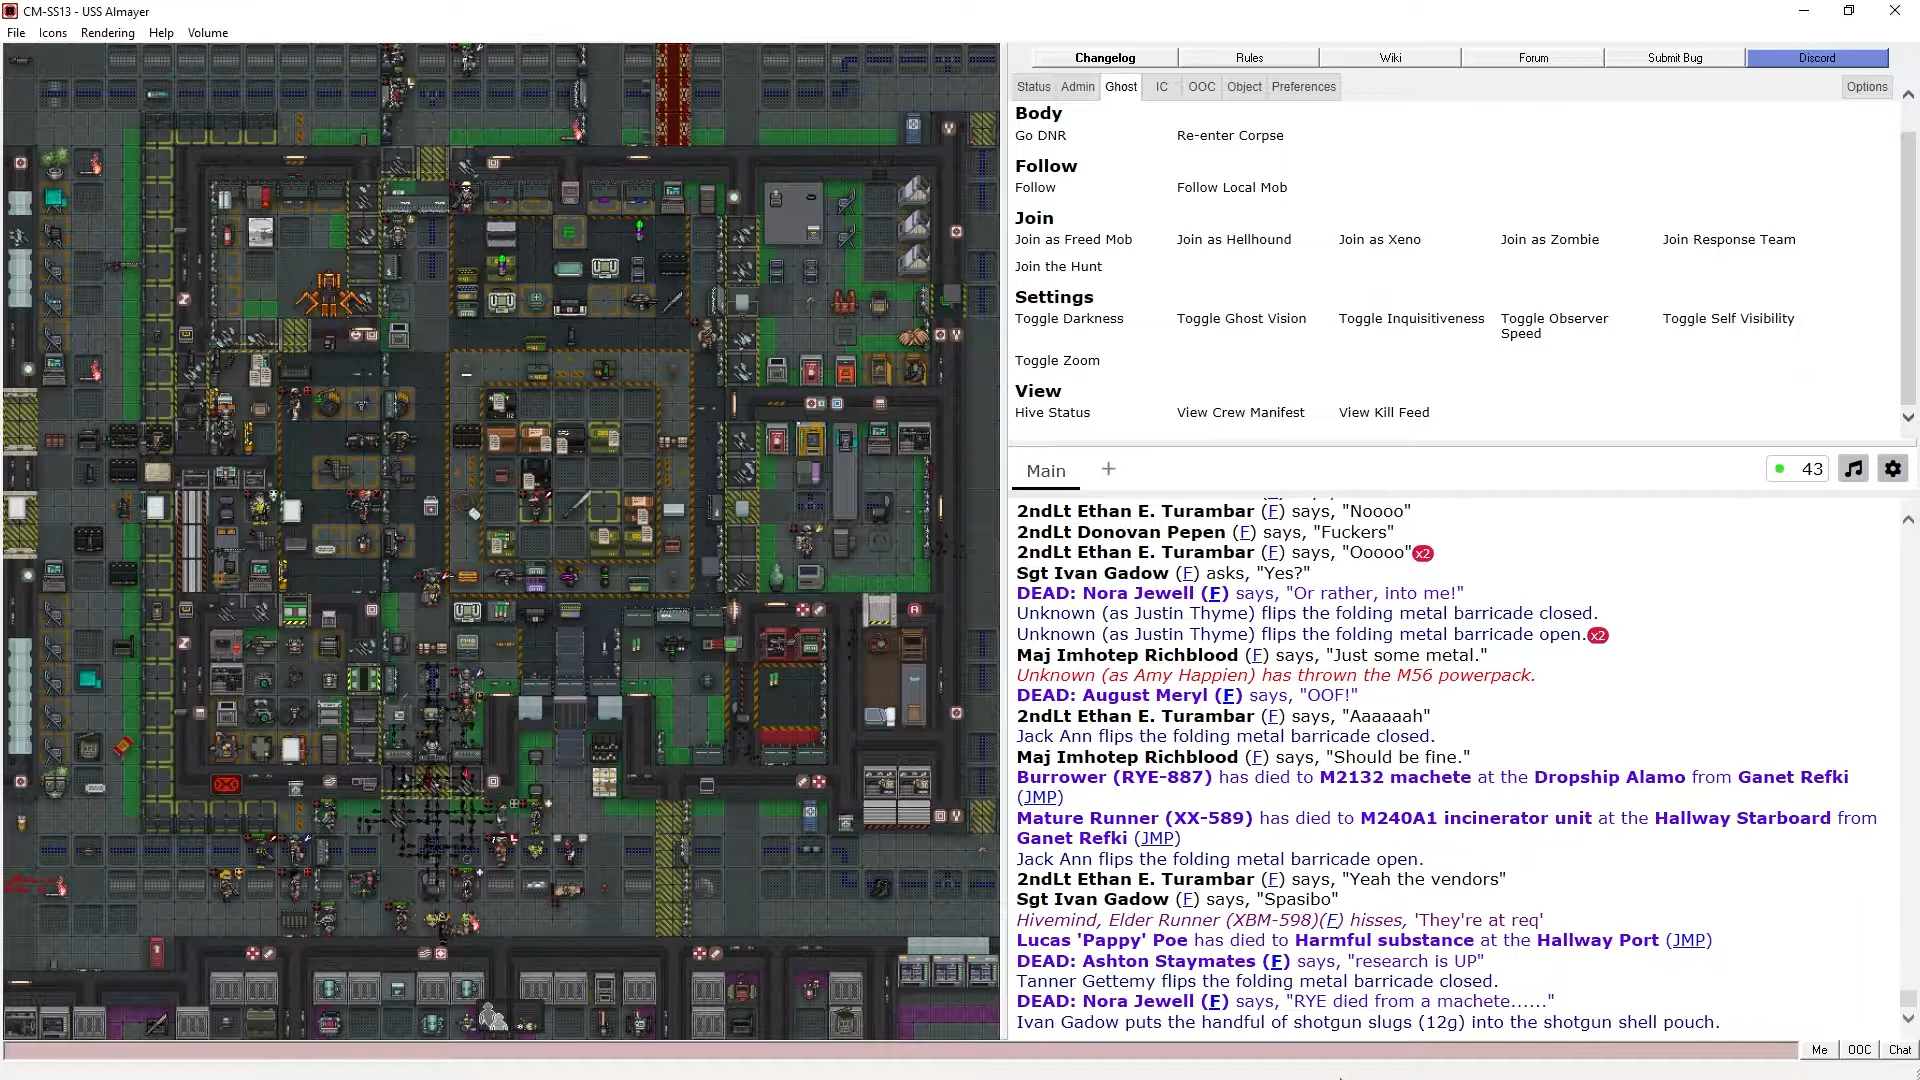 CM-SS13 - USS Almayer
File Icons Rendering Help Volume
Changelog Rules Wiki Forum Submit Bug Discord
Status Admin Ghost IC OOC Object Preferences Options
Body
Go DNR Re-enter Corpse
Follow
Follow Follow Local Mob
Join
Join as Freed Mob Join as Hellhound Join as Xeno Join as Zombie Join Response Team
Join the Hunt
Settings
Toggle Darkness Toggle Ghost Vision Toggle Inquisitiveness Toggle Observer Speed Toggle Self Visibility
Toggle Zoom
View
Hive Status View Crew Manifest View Kill Feed
Main + 43
2ndLt Ethan E. Turambar (F) says, "Noooo"
2ndLt Donovan Pepen (F) says, "Fuckers"
2ndLt Ethan E. Turambar (F) says, "Ooooo" x2
Sgt Ivan Gadow (F) asks, "Yes?"
DEAD: Nora Jewell (F) says, "Or rather, into me!"
Unknown (as Justin Thyme) flips the folding metal barricade closed.
Unknown (as Justin Thyme) flips the folding metal barricade open. x2
Maj Imhotep Richblood (F) says, "Just some metal."
Unknown (as Amy Happien) has thrown the M56 powerpack.
DEAD: August Meryl (F) says, "OOF!"
2ndLt Ethan E. Turambar (F) says, "Aaaaaah"
Jack Ann flips the folding metal barricade closed.
Maj Imhotep Richblood (F) says, "Should be fine."
Burrower (RYE-887) has died to M2132 machete at the Dropship Alamo from Ganet Refki
(JMP)
Mature Runner (XX-589) has died to M240A1 incinerator unit at the Hallway Starboard from
Ganet Refki (JMP)
Jack Ann flips the folding metal barricade open.
2ndLt Ethan E. Turambar (F) says, "Yeah the vendors"
Sgt Ivan Gadow (F) says, "Spasibo"
Hivemind, Elder Runner (XBM-598)(F) hisses, 'They're at req'
Lucas 'Pappy' Poe has died to Harmful substance at the Hallway Port (JMP)
DEAD: Ashton Staymates (F) says, "research is UP"
Tanner Gettemy flips the folding metal barricade closed.
DEAD: Nora Jewell (F) says, "RYE died from a machete......"
Ivan Gadow puts the handful of shotgun slugs (12g) into the shotgun shell pouch.
Me OOC Chat